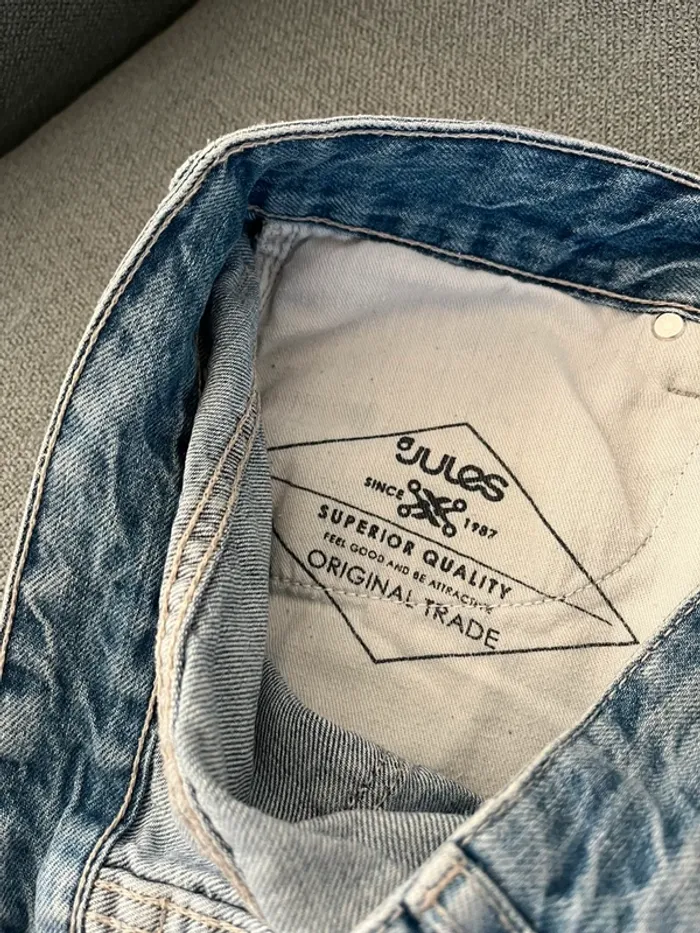 JULES
SINCE 1987
SUPERIOR QUALITY
FEEL GOOD AND BE ATTRACTIVE
ORIGINAL TRADE